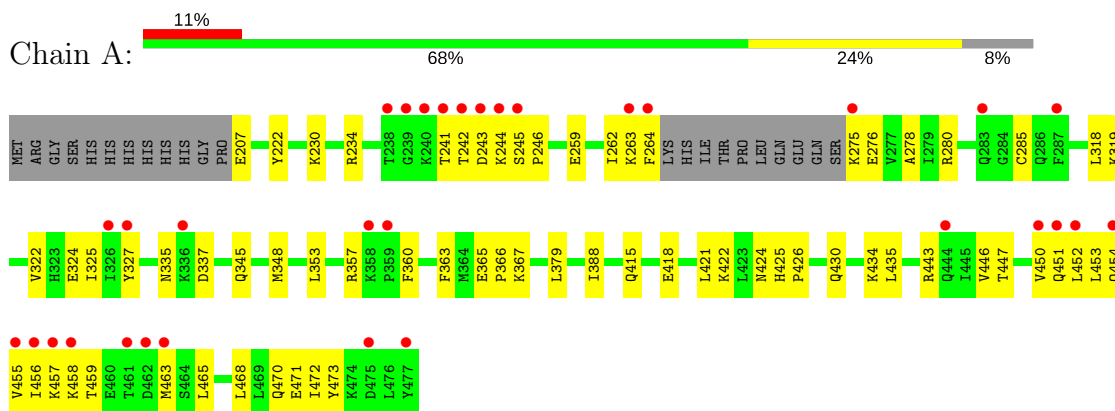 11%
Chain A:
68% 24% 8%
MET ARG GLY SER HIS HIS HIS HIS HIS HIS GLY PRO E207 Y222 K230 R234 T238 G239 K240 T241 T242 D243 K244 S245 P246 E259 I262 K263 F264 LYS HIS ILE THR PRO LEU GLN GLU GLN SER K275 E276 V277 A278 I279 R280 Q283 G284 C285 Q286 F287 L318 K319
V322 H323 E324 I325 I326 Y327 N335 K336 D337 Q345 M348 L353 R357 K358 P359 F360 F363 M364 E365 P366 K367 L379 I388 Q415 E418 L421 K422 L423 N424 H425 P426 Q430 K434 L435 R443 Q444 I445 V446 T447 V450 Q451 L452 L453 Q454
V455 I456 K457 K458 T459 E460 T461 D462 M463 S464 L465 L468 L469 Q470 E471 I472 Y473 K474 D475 L476 Y477